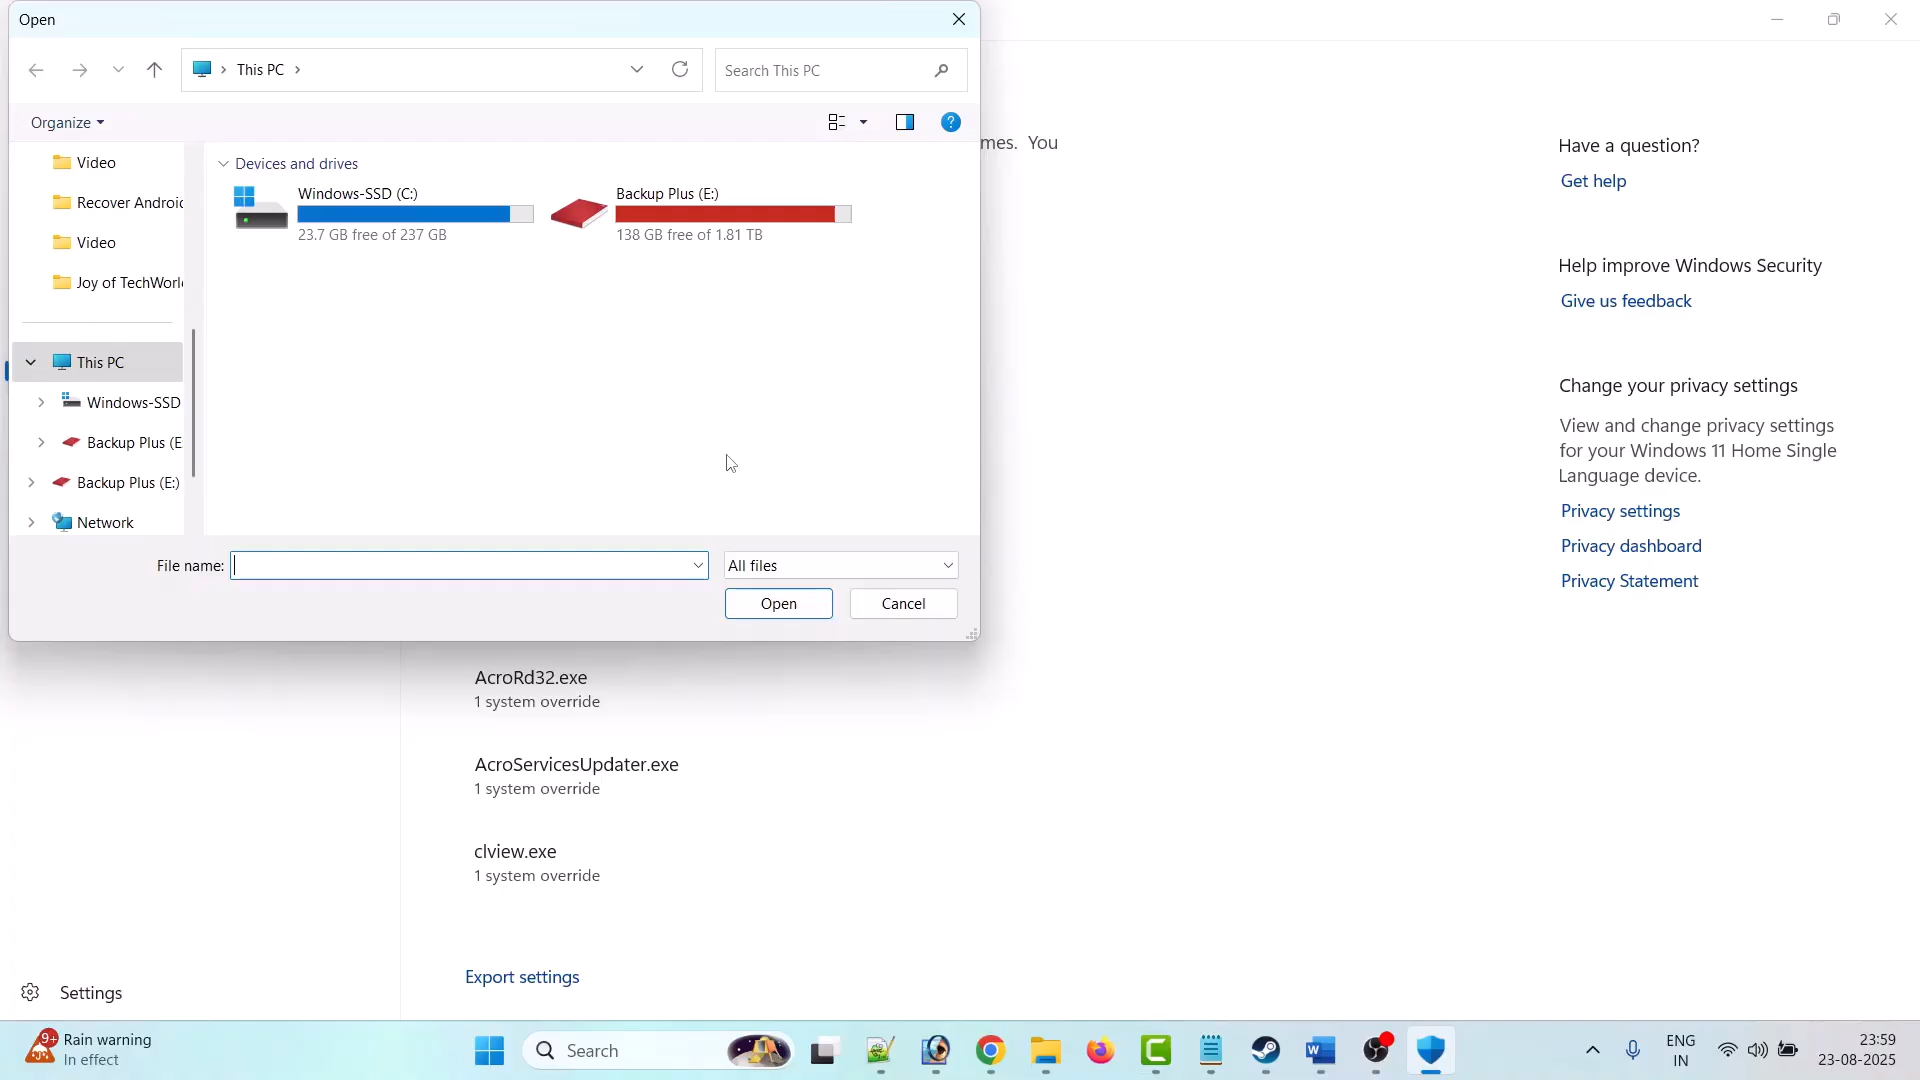 Open
This PC
Search This PC
Organize
Video
Recover Androic
Video
Joy of TechWorl
This PC
Windows-SSD
Backup Plus (E
Backup Plus (E:)
Network
Devices and drives
Windows-SSD (C:)
23.7 GB free of 237 GB
Backup Plus (E:)
138 GB free of 1.81 TB
File name:
All files
Open
Cancel
mes. You
AcroRd32.exe
1 system override
AcroServicesUpdater.exe
1 system override
clview.exe
1 system override
Export settings
Settings
Have a question?
Get help
Help improve Windows Security
Give us feedback
Change your privacy settings
View and change privacy settings
for your Windows 11 Home Single
Language device.
Privacy settings
Privacy dashboard
Privacy Statement
9+
Rain warning
In effect
Search
ENG
IN
23:59
23-08-2025